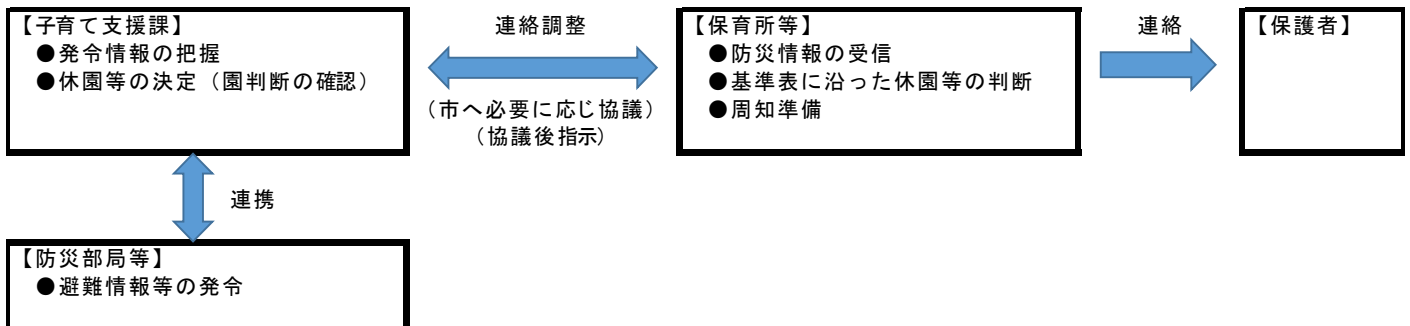 【子育て支援課】
●発令情報の把握
●休園等の決定（園判断の確認）
連絡調整
（市へ必要に応じ協議）
（協議後指示）
【保育所等】
●防災情報の受信
●基準表に沿った休園等の判断
●周知準備
連絡
【保護者】
連携
【防災部局等】
●避難情報等の発令